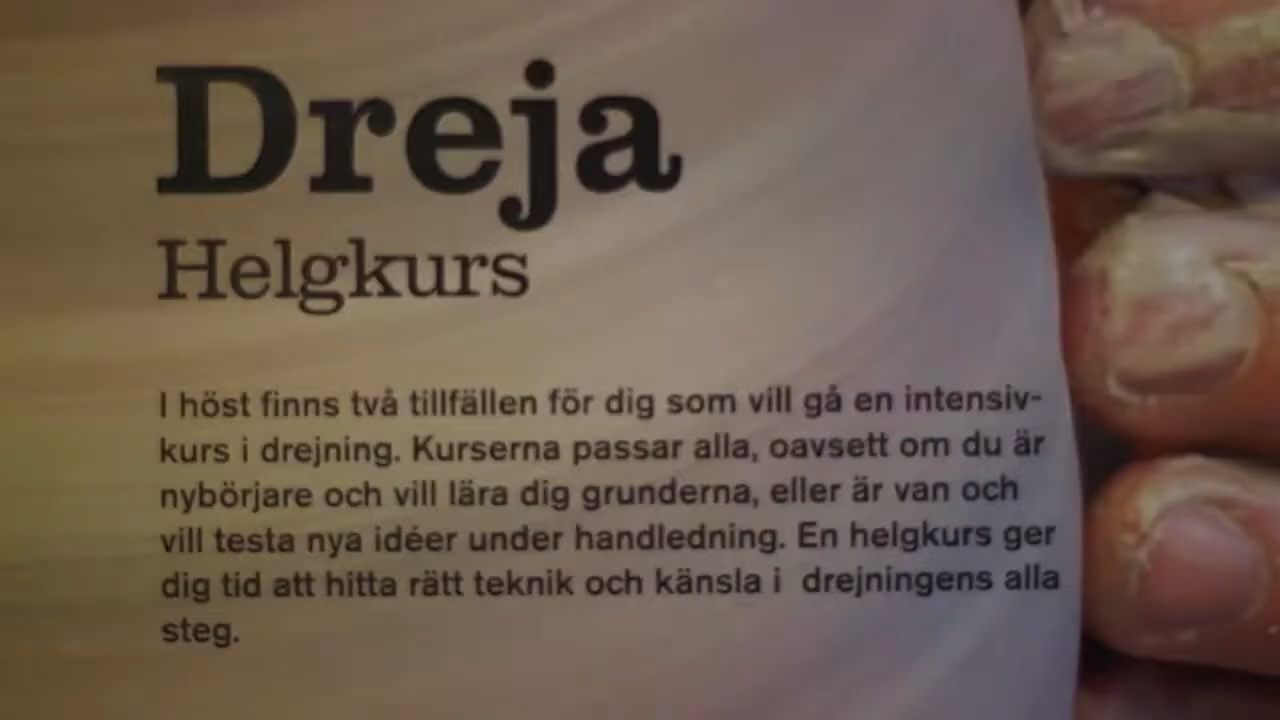 Dreja
Helgkurs
I höst finns två tillfällen för dig som vill gå en intensiv-
kurs i drejning. Kurserna passar alla, oavsett om du är
nybörjare och vill lära dig grunderna, eller är van och
vill testa nya idéer under handledning. En helgkurs ger
dig tid att hitta rätt teknik och känsla i  drejningens alla
steg.